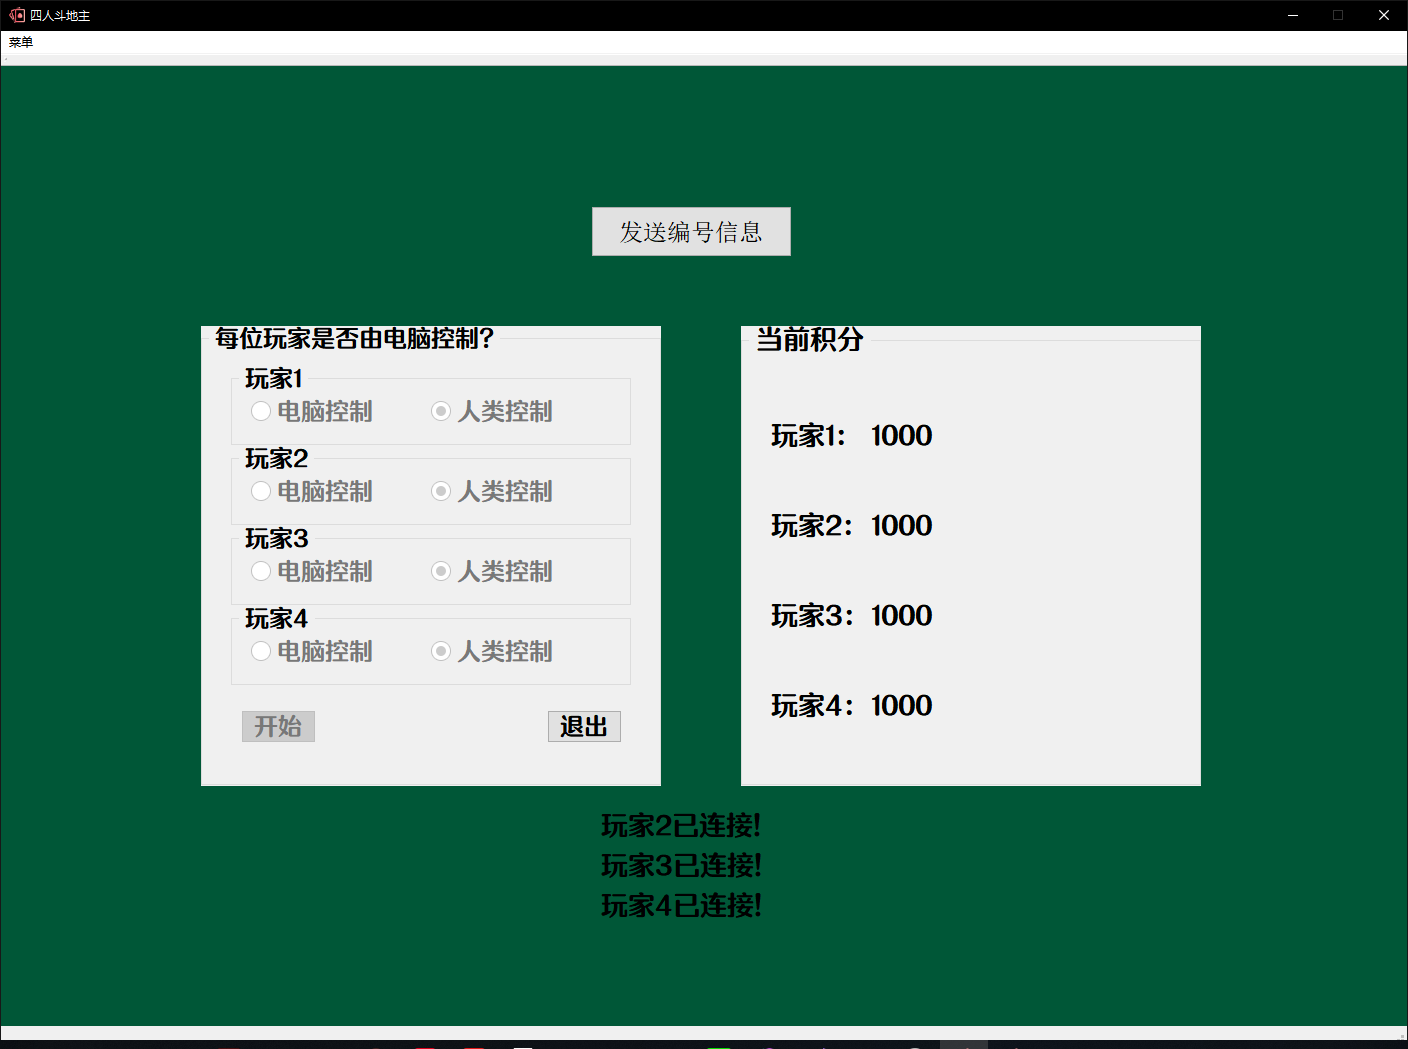 四人斗地主
菜单
发送编号信息
每位玩家是否由电脑控制?
玩家1
电脑控制 人类控制
玩家2
电脑控制 人类控制
玩家3
电脑控制 人类控制
玩家4
电脑控制 人类控制
开始 退出
当前积分
玩家1： 1000
玩家2： 1000
玩家3： 1000
玩家4： 1000
玩家2已连接!
玩家3已连接!
玩家4已连接!